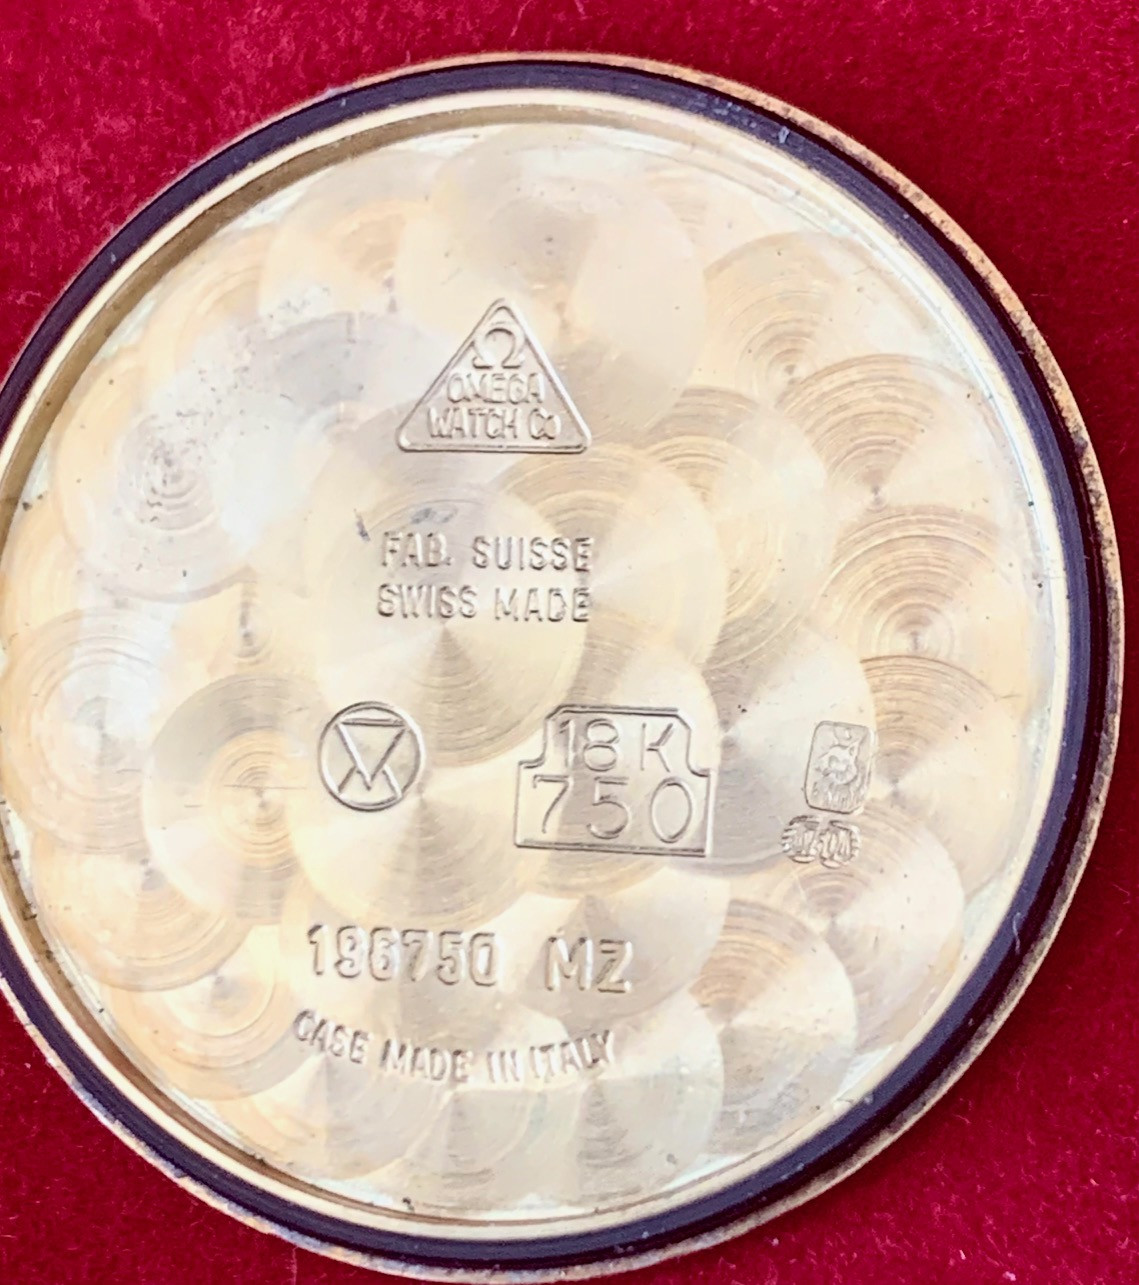 Ω
OMEGA
WATCH Co
FAB. SUISSE
SWISS MADE
18 K
750
196750 MZ
CASE MADE IN ITALY